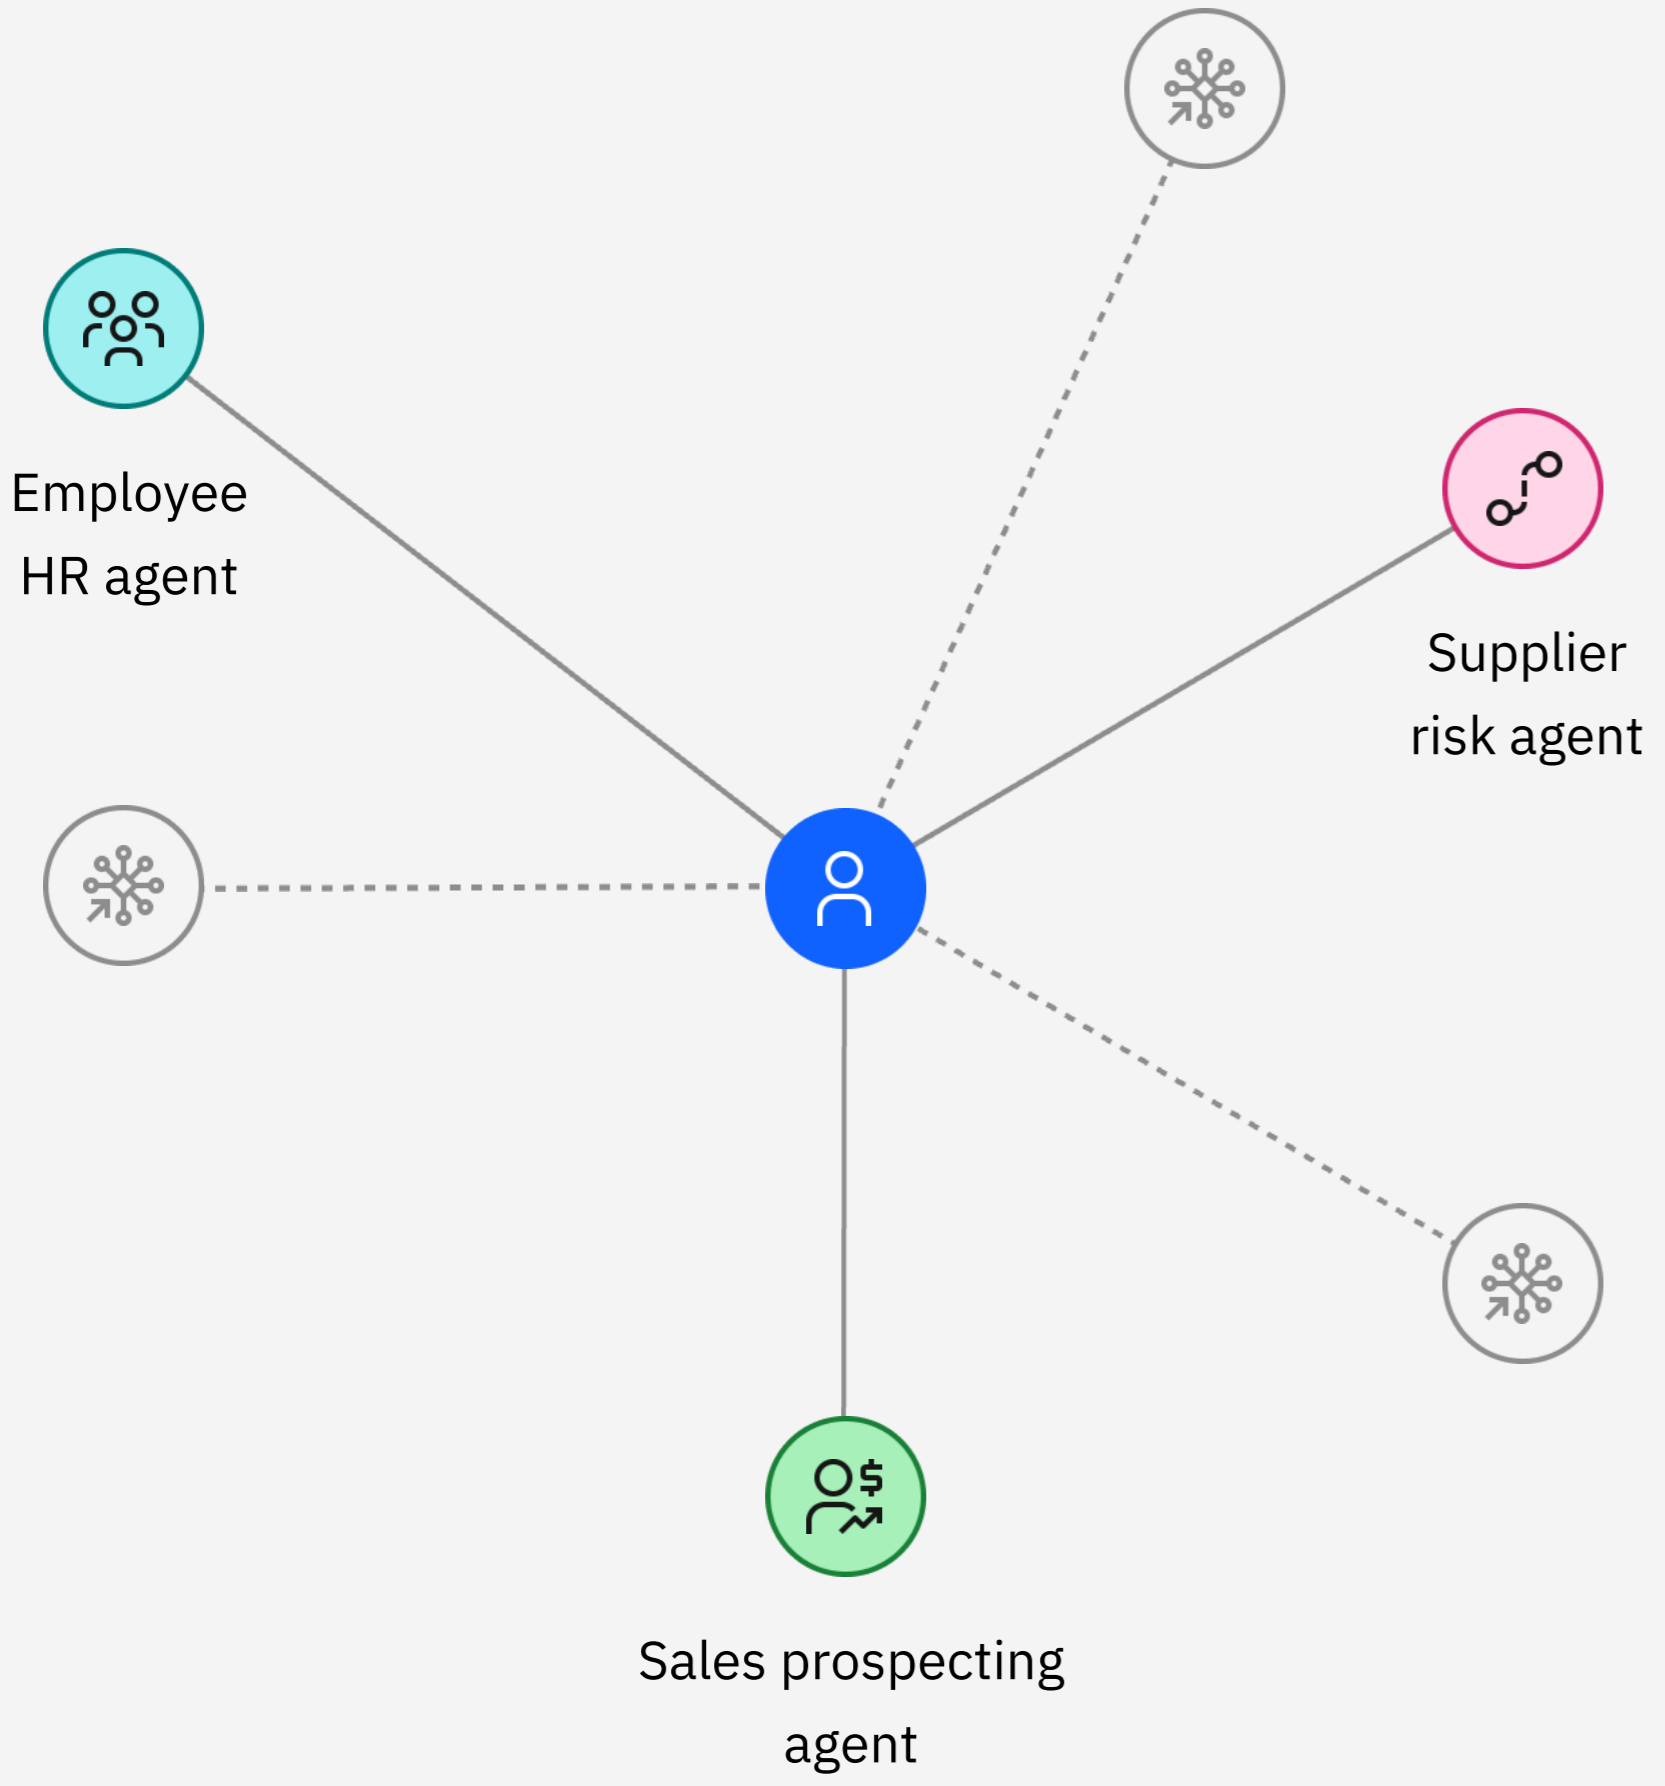 Employee
HR agent
Supplier
risk agent
Sales prospecting
agent